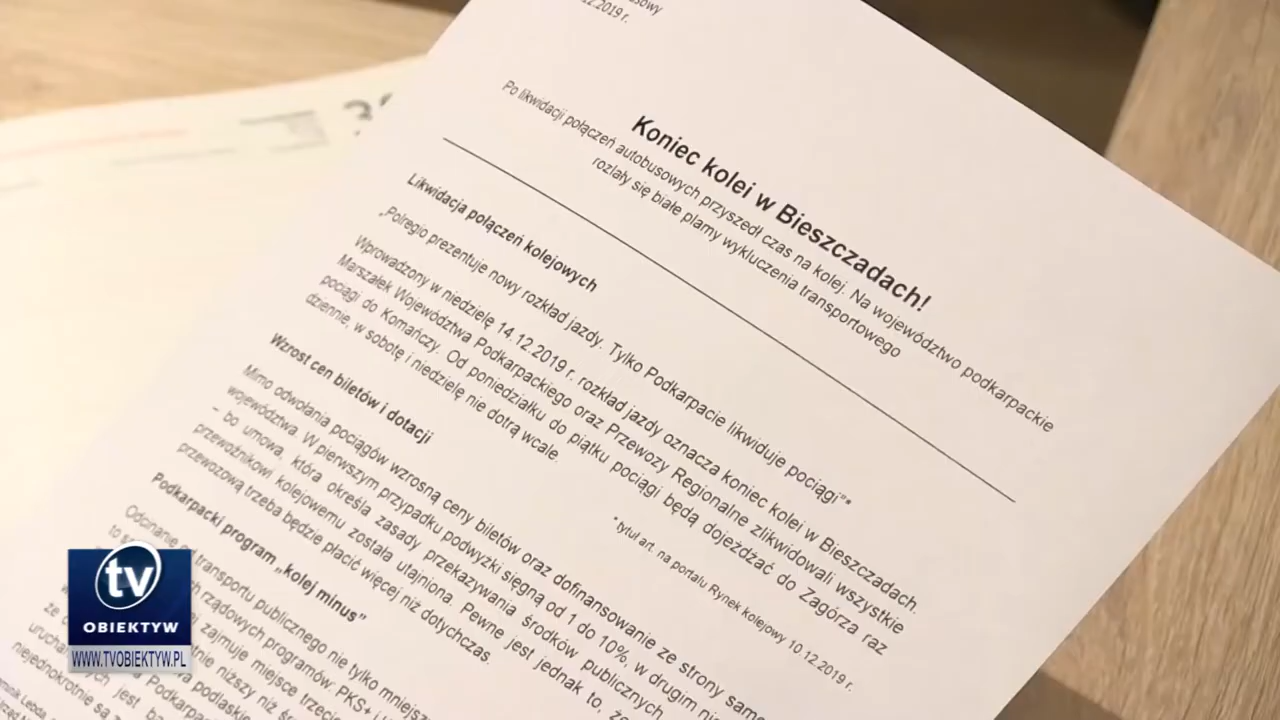 12.2019 r.
Koniec kolei w Bieszczadach!
Po likwidacji połączeń autobusowych przyszedł czas na kolej. Na województwo podkarpackie
rozlały się białe plamy wykluczenia transportowego
Likwidacja połączeń kolejowych
„Polregio prezentuje nowy rozkład jazdy. Tylko Podkarpacie likwiduje pociągi”*
*tytuł art. na portalu Rynek kolejowy 10.12.2019 r.
Wprowadzony w niedzielę 14.12.2019 r. rozkład jazdy oznacza koniec kolei w Bieszczadach.
Marszałek Województwa Podkarpackiego oraz Przewozy Regionalne zlikwidowali wszystkie
pociągi do Komańczy. Od poniedziałku do piątku pociągi będą dojeżdżać do Zagórza raz
dziennie, w sobotę i niedzielę nie dotrą wcale.
Wzrost cen biletów i dotacji
Mimo odwołania pociągów wzrosną ceny biletów oraz dofinansowanie ze strony
województwa. W pierwszym przypadku podwyżki sięgną od 1 do 10%, w drugim
– bo umowa, która określa zasady przekazywania środków publicznych
przewoźnikowi kolejowemu została utajniona. Pewne jest jednak to, że
przewozową trzeba będzie płacić więcej niż dotychczas.
Podkarpacki program „kolej minus”
Odcinanie od transportu publicznego nie tylko
rządowych programów: PKS+ i
zajmuje miejsce
niższy niż
podlaskie
jest
niejednokrotnie są
tv
OBIEKTYW
WWW.TVOBIEKTYW.PL